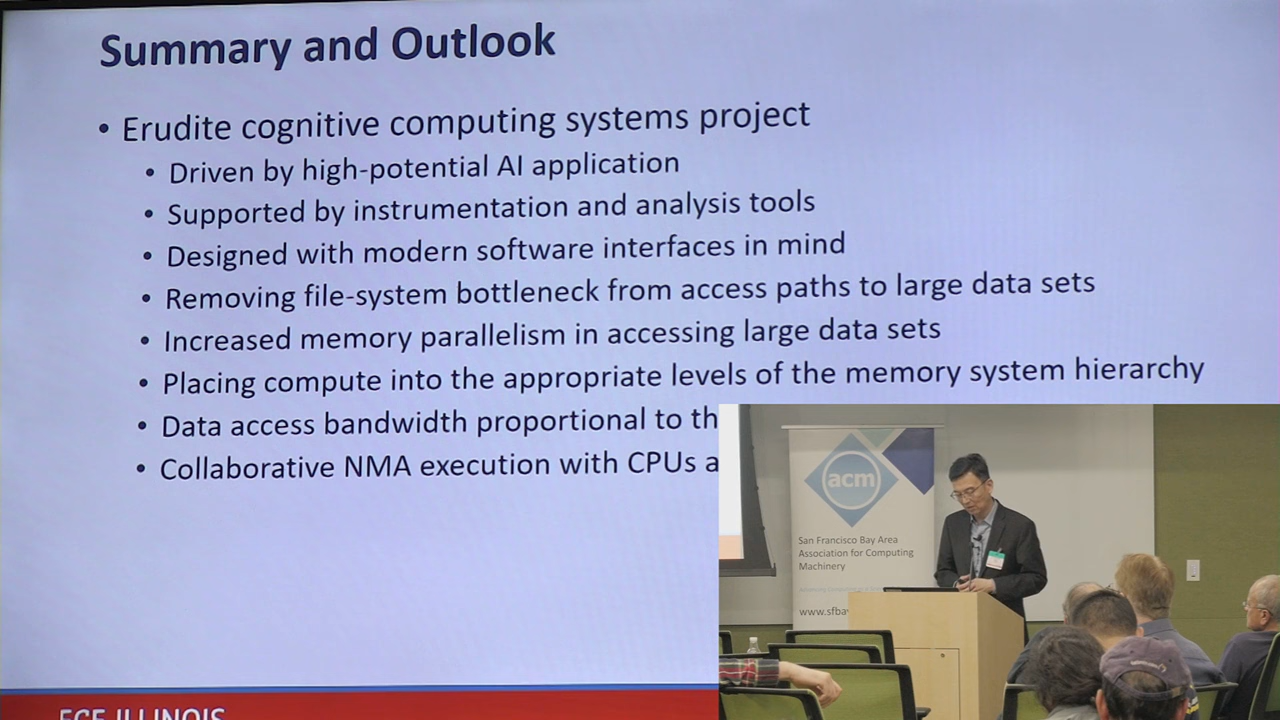 Summary and Outlook
• Erudite cognitive computing systems project
• Driven by high-potential AI application
• Supported by instrumentation and analysis tools
• Designed with modern software interfaces in mind
• Removing file-system bottleneck from access paths to large data sets
• Increased memory parallelism in accessing large data sets
• Placing compute into the appropriate levels of the memory system hierarchy
• Data access bandwidth proportional to th
• Collaborative NMA execution with CPUs a
acm
San Francisco Bay Area
Association for Computing
Machinery
www.sfba
ECE ILLINOIS